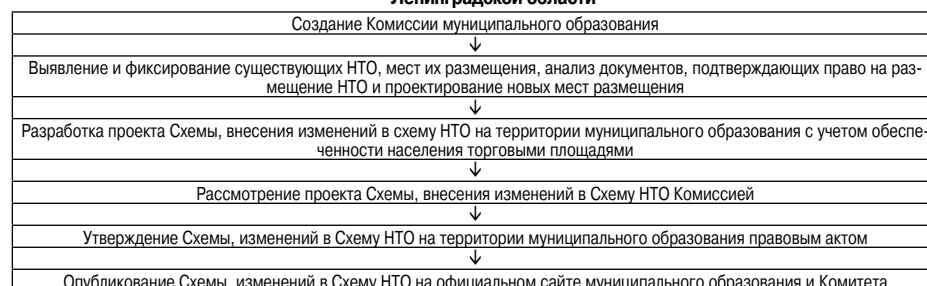 Ленинградской области
Создание Комиссии муниципального образования
↓
Выявление и фиксирование существующих НТО, мест их размещения, анализ документов, подтверждающих право на раз-
мещение НТО и проектирование новых мест размещения
↓
Разработка проекта Схемы, внесения изменений в схему НТО на территории муниципального образования с учетом обеспе-
ченности населения торговыми площадями
↓
Рассмотрение проекта Схемы, внесения изменений в Схему НТО Комиссией
↓
Утверждение Схемы, изменений в Схему НТО на территории муниципального образования правовым актом
↓
Опубликование Схемы, изменений в Схему НТО на официальном сайте муниципального образования и Комитета